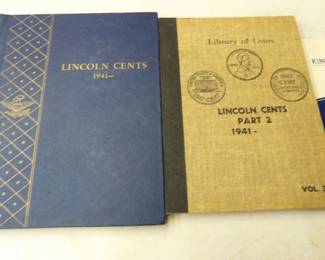 LINCOLN CENTS
1941-
Library of Coins
LINCOLN CENTS
PART 2
1941-
VOL.